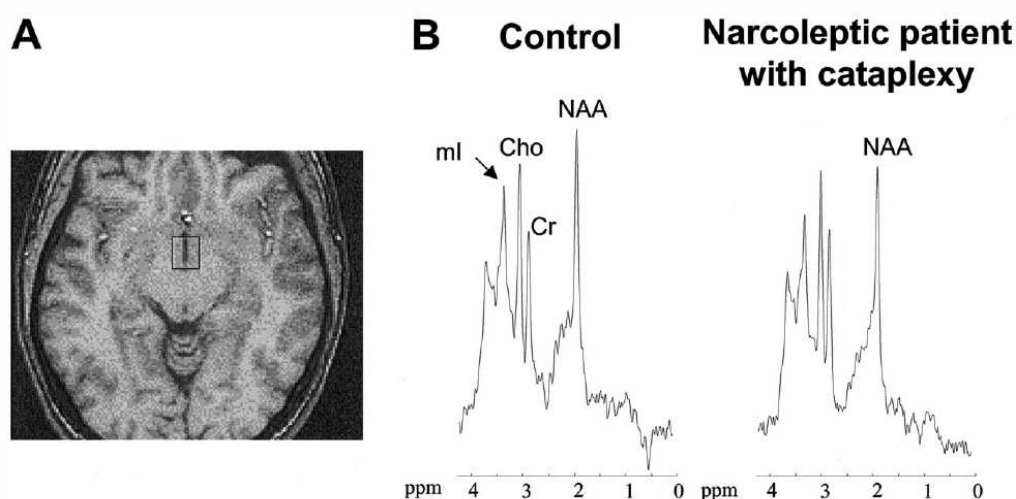 A
B
Control
Narcoleptic patient
with cataplexy
NAA
mI
Cho
Cr
NAA
ppm 4 3 2 1 0
ppm 4 3 2 1 0